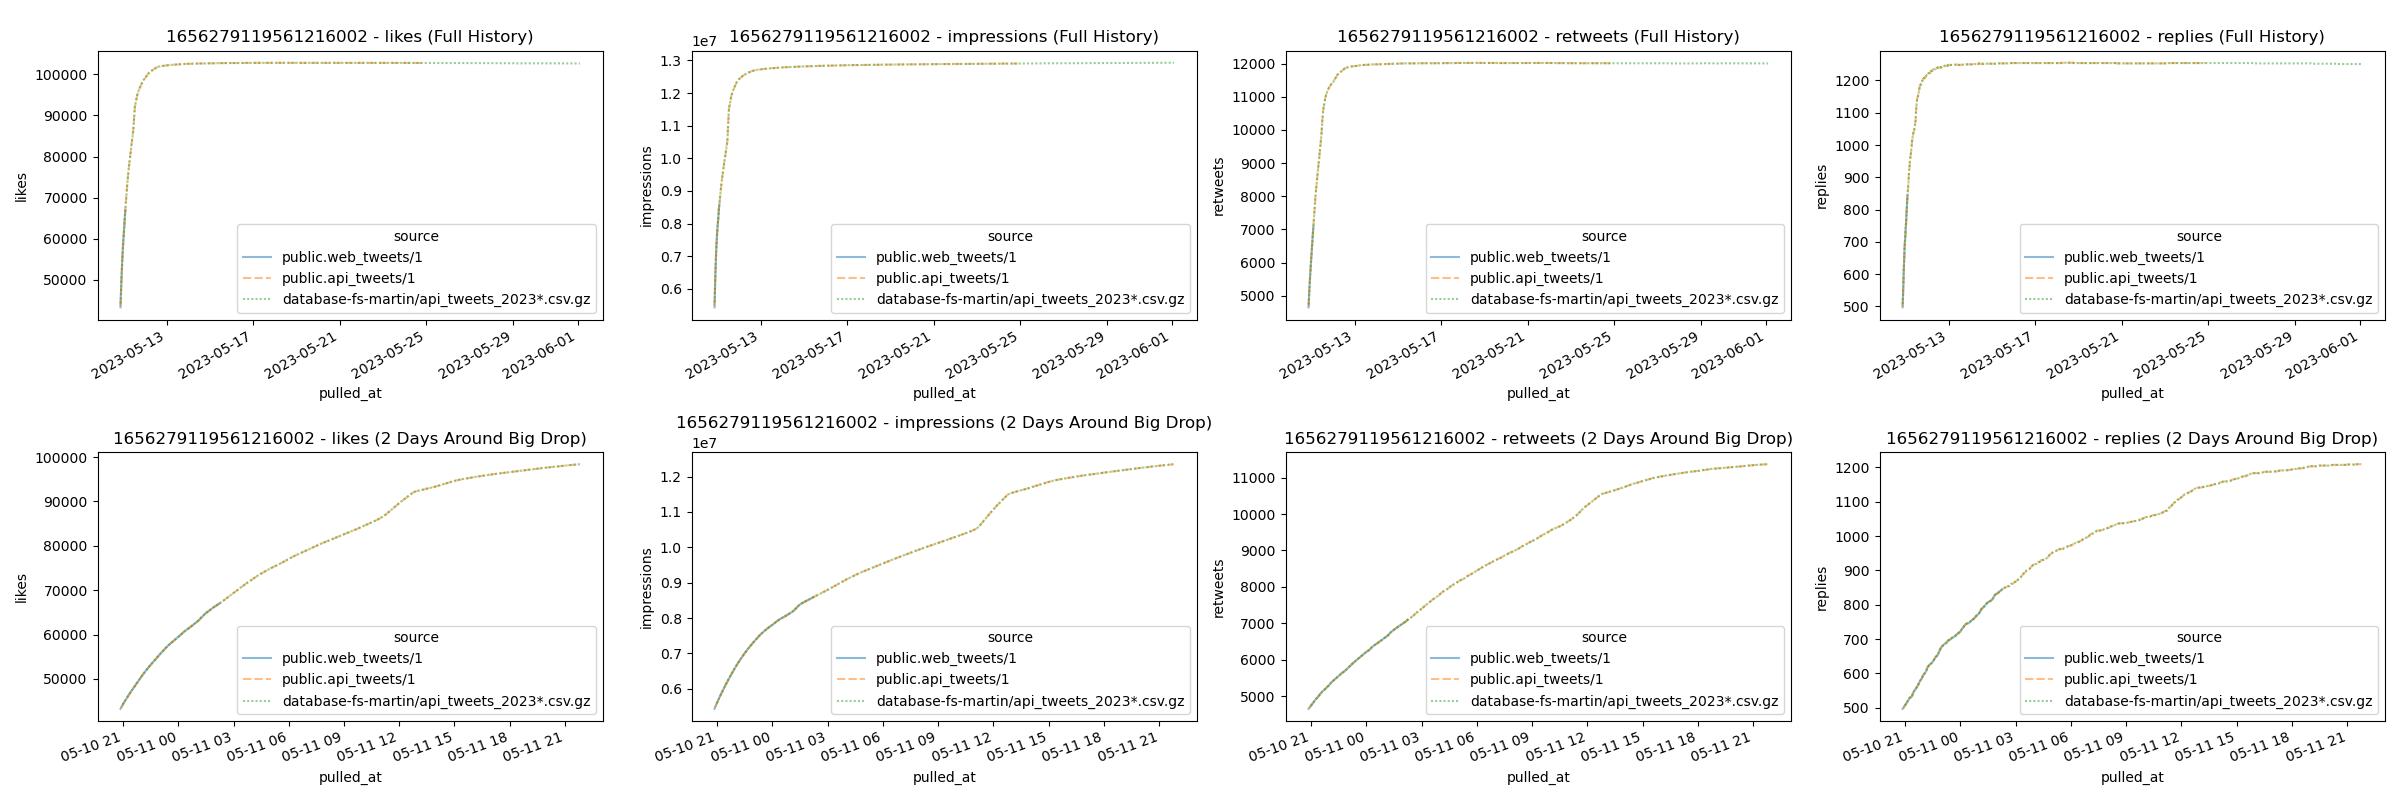 1656279119561216002 - likes (Full History)
100000
90000
80000
70000
60000
50000
likes
source
public.web_tweets/1
public.api_tweets/1
database-fs-martin/api_tweets_2023*.csv.gz
2023-05-13
2023-05-17
2023-05-21
2023-05-25
2023-05-29
2023-06-01
pulled_at
1656279119561216002 - impressions (Full History)
1e7
1.3
1.2
1.1
1.0
0.9
0.8
0.7
0.6
impressions
source
public.web_tweets/1
public.api_tweets/1
database-fs-martin/api_tweets_2023*.csv.gz
2023-05-13
2023-05-17
2023-05-21
2023-05-25
2023-05-29
2023-06-01
pulled_at
1656279119561216002 - retweets (Full History)
12000
11000
10000
9000
8000
7000
6000
5000
retweets
source
public.web_tweets/1
public.api_tweets/1
database-fs-martin/api_tweets_2023*.csv.gz
2023-05-13
2023-05-17
2023-05-21
2023-05-25
2023-05-29
2023-06-01
pulled_at
1656279119561216002 - replies (Full History)
1200
1100
1000
900
800
700
600
500
replies
source
public.web_tweets/1
public.api_tweets/1
database-fs-martin/api_tweets_2023*.csv.gz
2023-05-13
2023-05-17
2023-05-21
2023-05-25
2023-05-29
2023-06-01
pulled_at
1656279119561216002 - likes (2 Days Around Big Drop)
100000
90000
80000
70000
60000
50000
likes
source
public.web_tweets/1
public.api_tweets/1
database-fs-martin/api_tweets_2023*.csv.gz
05-10 21
05-11 00
05-11 03
05-11 06
05-11 09
05-11 12
05-11 15
05-11 18
05-11 21
pulled_at
1656279119561216002 - impressions (2 Days Around Big Drop)
1e7
1.2
1.1
1.0
0.9
0.8
0.7
0.6
impressions
source
public.web_tweets/1
public.api_tweets/1
database-fs-martin/api_tweets_2023*.csv.gz
05-10 21
05-11 00
05-11 03
05-11 06
05-11 09
05-11 12
05-11 15
05-11 18
05-11 21
pulled_at
1656279119561216002 - retweets (2 Days Around Big Drop)
11000
10000
9000
8000
7000
6000
5000
retweets
source
public.web_tweets/1
public.api_tweets/1
database-fs-martin/api_tweets_2023*.csv.gz
05-10 21
05-11 00
05-11 03
05-11 06
05-11 09
05-11 12
05-11 15
05-11 18
05-11 21
pulled_at
1656279119561216002 - replies (2 Days Around Big Drop)
1200
1100
1000
900
800
700
600
500
replies
source
public.web_tweets/1
public.api_tweets/1
database-fs-martin/api_tweets_2023*.csv.gz
05-10 21
05-11 00
05-11 03
05-11 06
05-11 09
05-11 12
05-11 15
05-11 18
05-11 21
pulled_at